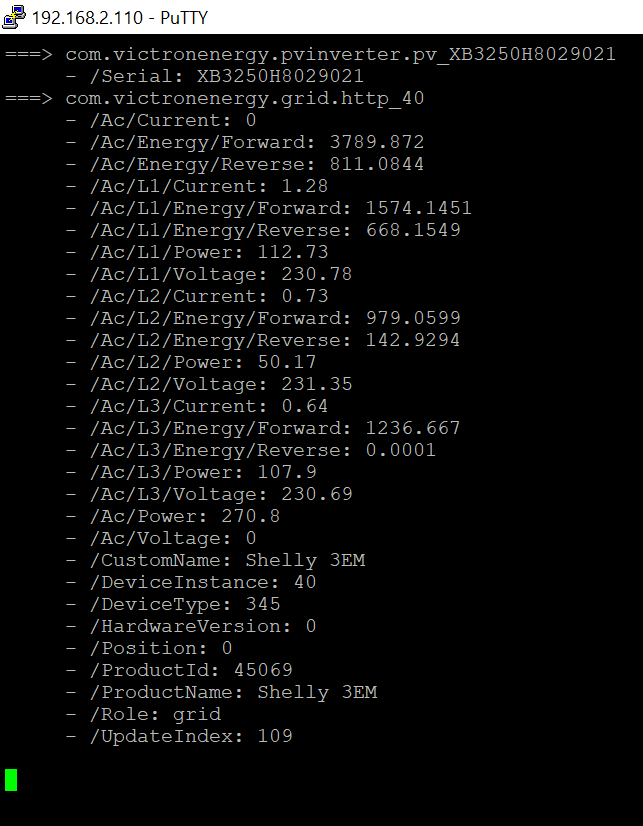 192.168.2.110 - PuTTY
===> com.victronenergy.pvinverter.pv_XB3250H8029021
- /Serial: XB3250H8029021
===> com.victronenergy.grid.http_40
- /Ac/Current: 0
- /Ac/Energy/Forward: 3789.872
- /Ac/Energy/Reverse: 811.0844
- /Ac/L1/Current: 1.28
- /Ac/L1/Energy/Forward: 1574.1451
- /Ac/L1/Energy/Reverse: 668.1549
- /Ac/L1/Power: 112.73
- /Ac/L1/Voltage: 230.78
- /Ac/L2/Current: 0.73
- /Ac/L2/Energy/Forward: 979.0599
- /Ac/L2/Energy/Reverse: 142.9294
- /Ac/L2/Power: 50.17
- /Ac/L2/Voltage: 231.35
- /Ac/L3/Current: 0.64
- /Ac/L3/Energy/Forward: 1236.667
- /Ac/L3/Energy/Reverse: 0.0001
- /Ac/L3/Power: 107.9
- /Ac/L3/Voltage: 230.69
- /Ac/Power: 270.8
- /Ac/Voltage: 0
- /CustomName: Shelly 3EM
- /DeviceInstance: 40
- /DeviceType: 345
- /HardwareVersion: 0
- /Position: 0
- /ProductId: 45069
- /ProductName: Shelly 3EM
- /Role: grid
- /UpdateIndex: 109